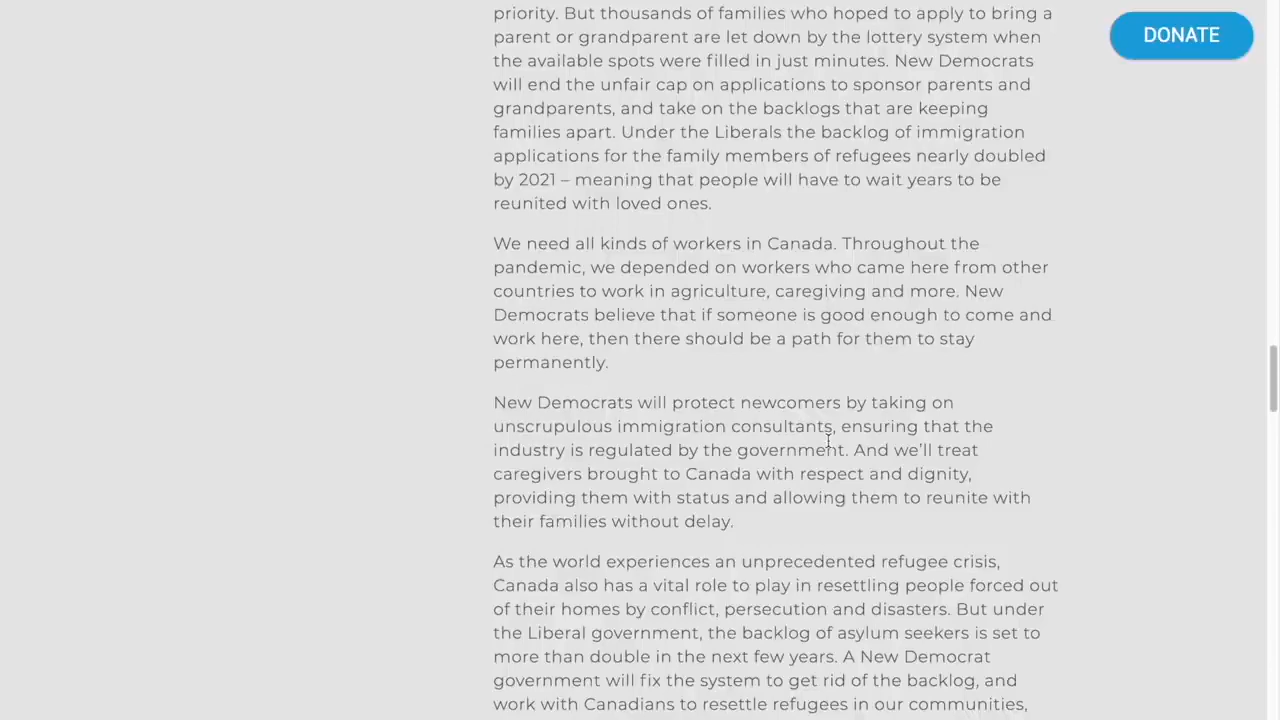 priority. But thousands of families who hoped to apply to bring a
DONATE
parent or grandparent are let down by the lottery system when
the available spots were filled in just minutes. New Democrats
will end the unfair cap on applications to sponsor parents and
grandparents, and take on the backlogs that are keeping
families apart. Under the Liberals the backlog of immigration
applications for the family members of refugees nearly doubled
by 2021 – meaning that people will have to wait years to be
reunited with loved ones.
We need all kinds of workers in Canada. Throughout the
pandemic, we depended on workers who came here from other
countries to work in agriculture, caregiving and more. New
Democrats believe that if someone is good enough to come and
work here, then there should be a path for them to stay
permanently.
New Democrats will protect newcomers by taking on
unscrupulous immigration consultants, ensuring that the
industry is regulated by the government. And we’ll treat
caregivers brought to Canada with respect and dignity,
providing them with status and allowing them to reunite with
their families without delay.
As the world experiences an unprecedented refugee crisis,
Canada also has a vital role to play in resettling people forced out
of their homes by conflict, persecution and disasters. But under
the Liberal government, the backlog of asylum seekers is set to
more than double in the next few years. A New Democrat
government will fix the system to get rid of the backlog, and
work with Canadians to resettle refugees in our communities,